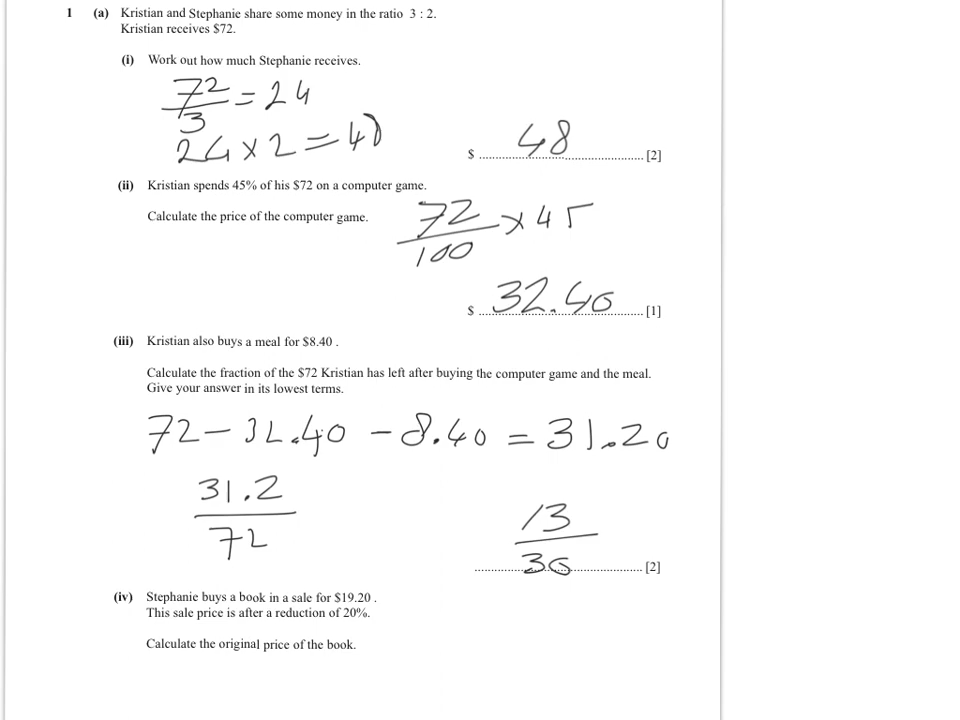 1 (a) Kristian and Stephanie share some money in the ratio 3 : 2.
Kristian receives $72.
(i) Work out how much Stephanie receives.
72/3 = 24
24 x 2 = 48
$ 48 [2]
(ii) Kristian spends 45% of his $72 on a computer game.
Calculate the price of the computer game.
72/100 x 45
$ 32.40 [1]
(iii) Kristian also buys a meal for $8.40 .
Calculate the fraction of the $72 Kristian has left after buying the computer game and the meal.
Give your answer in its lowest terms.
72 - 32.40 - 8.40 = 31.20
31.2/72
13/30 [2]
(iv) Stephanie buys a book in a sale for $19.20 .
This sale price is after a reduction of 20%.
Calculate the original price of the book.